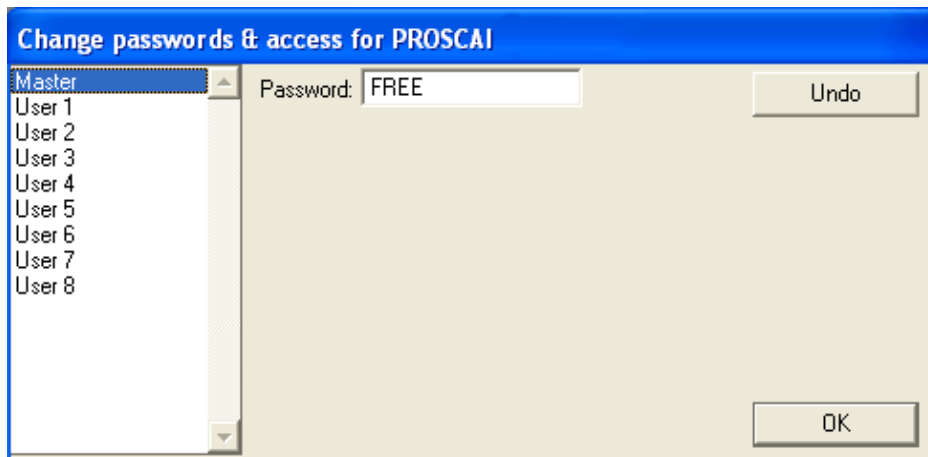 Change passwords & access for PROSCAI
Master
User 1
User 2
User 3
User 4
User 5
User 6
User 7
User 8
Password: FREE
Undo
OK